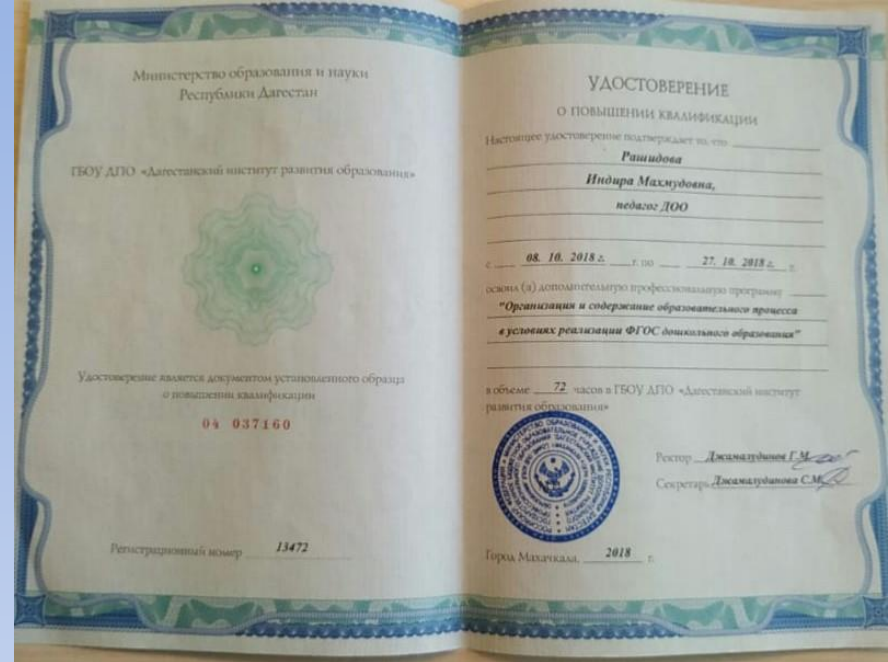 Министерство образования и науки
Республики Дагестан
ГБОУ ДПО «Дагестанский институт развития образования»
Удостоверение является документом установленного образца
о повышении квалификации
04 037160
Регистрационный номер 13472
УДОСТОВЕРЕНИЕ
О ПОВЫШЕНИИ КВАЛИФИКАЦИИ
Настоящее удостоверение подтверждает то, что
Рашидова
Индира Махмудовна,
педагог ДОО
с 08. 10. 2018 г. г. по 27. 10. 2018 г. г.
освоил (а) дополнительную профессиональную программу
"Организация и содержание образовательного процесса
в условиях реализации ФГОС дошкольного образования"
в объеме 72 часов в ГБОУ ДПО «Дагестанский институт
развития образования»
Ректор Джамалудинов Г.М.
Секретарь Джамалудинова С.М.
Город Махачкала, 2018 г.